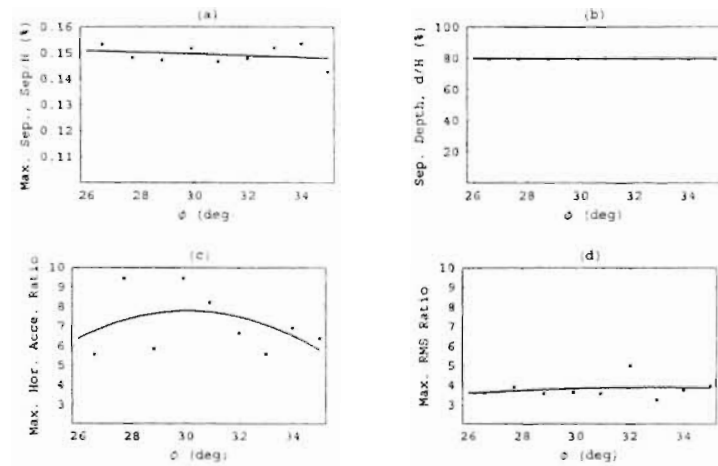 (a)
Max. Sep., Sep/H (%)
0.16
0.15
0.14
0.13
0.12
0.11
26 28 30 32 34
Φ (deg
(b)
Sep. Depth, d/H (%)
100
80
60
40
20
26 28 30 32 34
Φ (deg)
(c)
Max. Hor. Acce. Ratio
10
9
8
7
6
5
4
3
26 28 30 32 34
Φ (deg)
(d)
Max. RMS Ratio
10
9
8
7
6
5
4
3
26 28 30 32 34
Φ (deg)